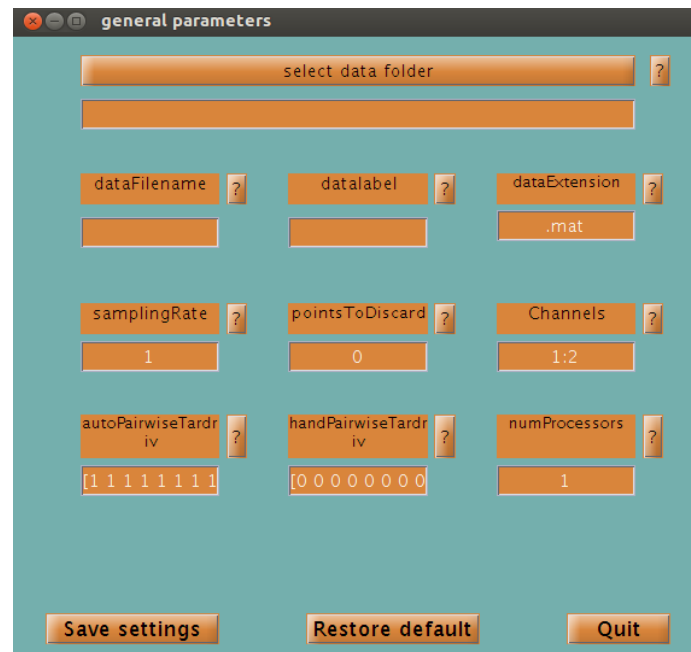 general parameters
select data folder ?
dataFilename ? datalabel ? dataExtension ?
.mat
samplingRate ? pointsToDiscard ? Channels ?
1 0 1:2
autoPairwiseTardr
iv ? handPairwiseTardr
iv ? numProcessors ?
[1 1 1 1 1 1 1 1 [0 0 0 0 0 0 0 0 1
Save settings Restore default Quit